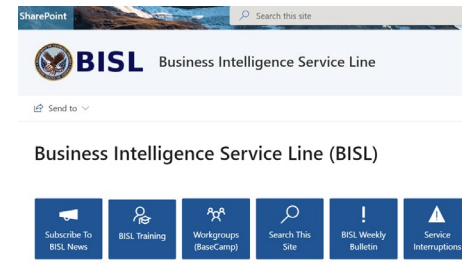 SharePoint
Search this site
BISL Business Intelligence Service Line
Send to
Business Intelligence Service Line (BISL)
Subscribe To
BISL News
BISL Training
Workgroups
(BaseCamp)
Search This
Site
BISL Weekly
Bulletin
Service
Interruptions